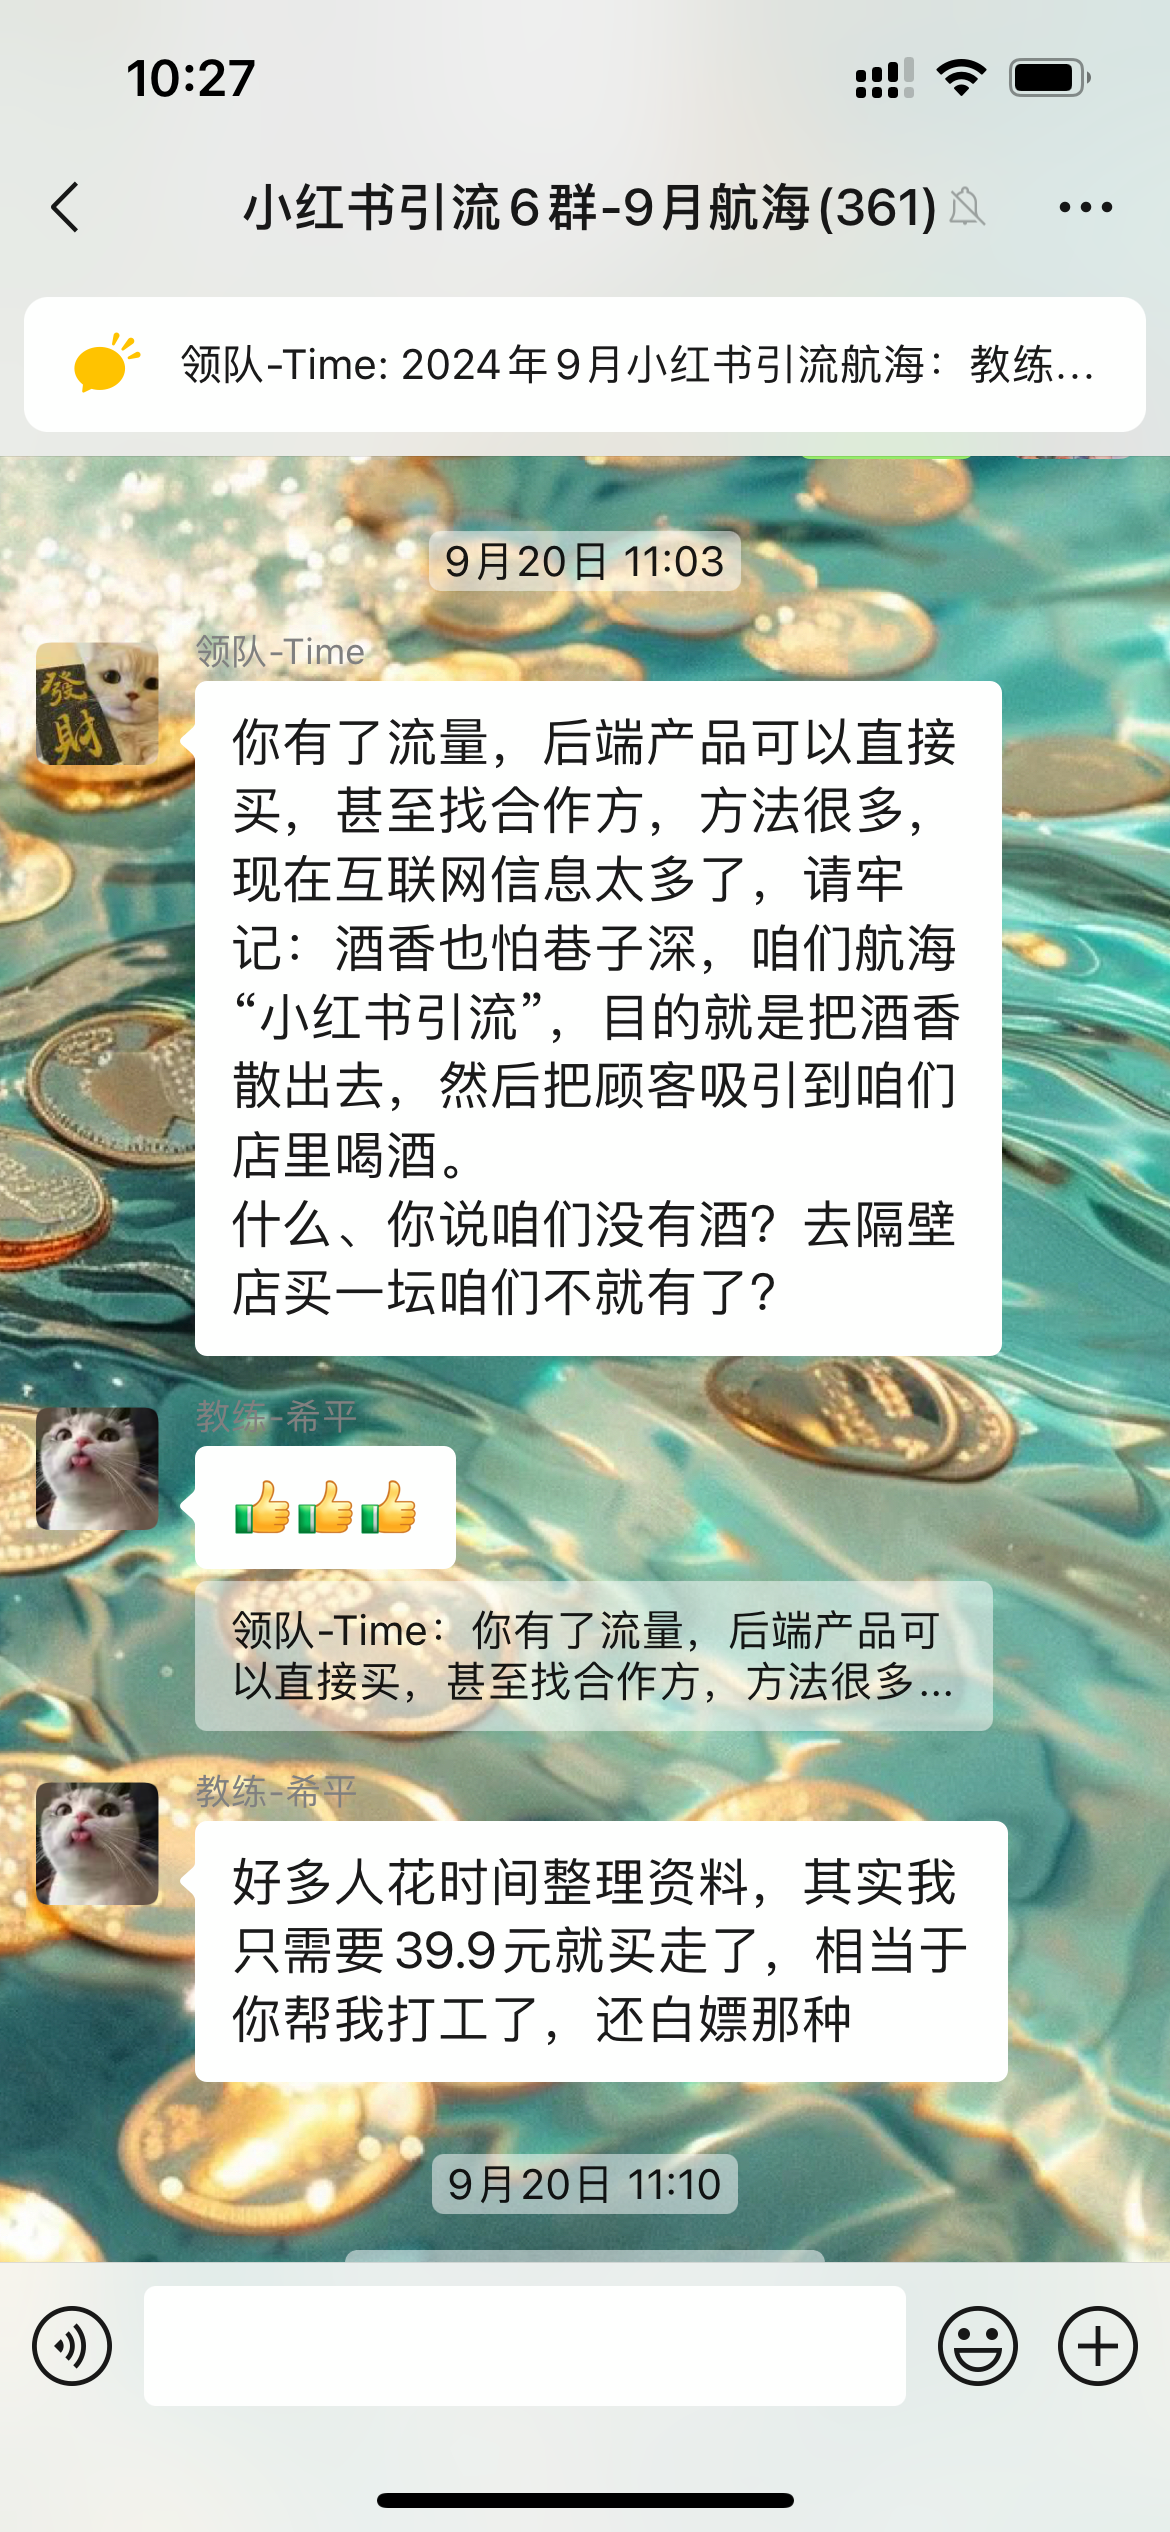 10:27
小红书引流6群-9月航海(361)
领队-Time: 2024年9月小红书引流航海：教练...
9月20日 11:03
领队-Time
發
財
你有了流量，后端产品可以直接
买，甚至找合作方，方法很多，
现在互联网信息太多了，请牢
记：酒香也怕巷子深，咱们航海
“小红书引流”，目的就是把酒香
散出去，然后把顾客吸引到咱们
店里喝酒。
什么、你说咱们没有酒？去隔壁
店买一坛咱们不就有了？
教练-希平
👍👍👍
领队-Time：你有了流量，后端产品可
以直接买，甚至找合作方，方法很多...
教练-希平
好多人花时间整理资料，其实我
只需要39.9元就买走了，相当于
你帮我打工了，还白嫖那种
9月20日 11:10